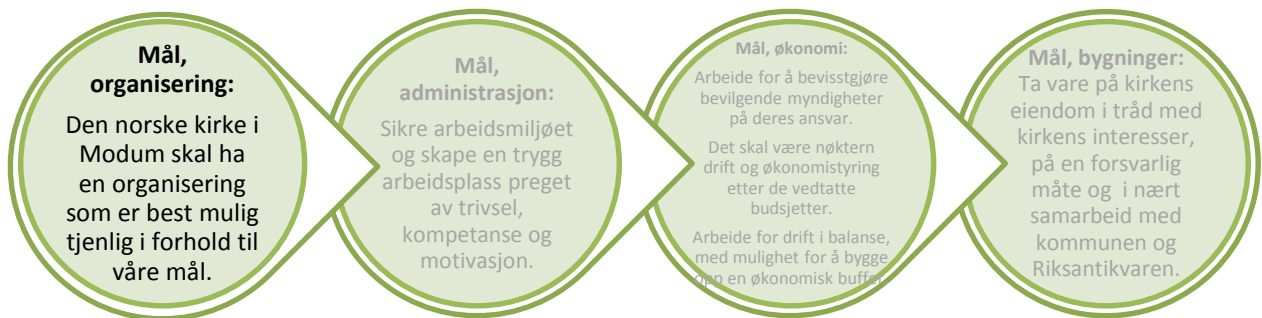 Mål,
organisering:
Den norske kirke i
Modum skal ha
en organisering
som er best mulig
tjenlig i forhold til
våre mål.
Mål,
administrasjon:
Sikre arbeidsmiljøet
og skape en trygg
arbeidsplass preget
av trivsel,
kompetanse og
motivasjon.
Mål, økonomi:
Arbeide for å bevisstgjøre
bevilgende myndigheter
på deres ansvar.
Det skal være nøktern
drift og økonomistyring
etter de vedtatte
budsjetter.
Arbeide for drift i balanse,
med mulighet for å bygge
opp en økonomisk buffer.
Mål, bygninger:
Ta vare på kirkens
eiendom i tråd med
kirkens interesser,
på en forsvarlig
måte og i nært
samarbeid med
kommunen og
Riksantikvaren.